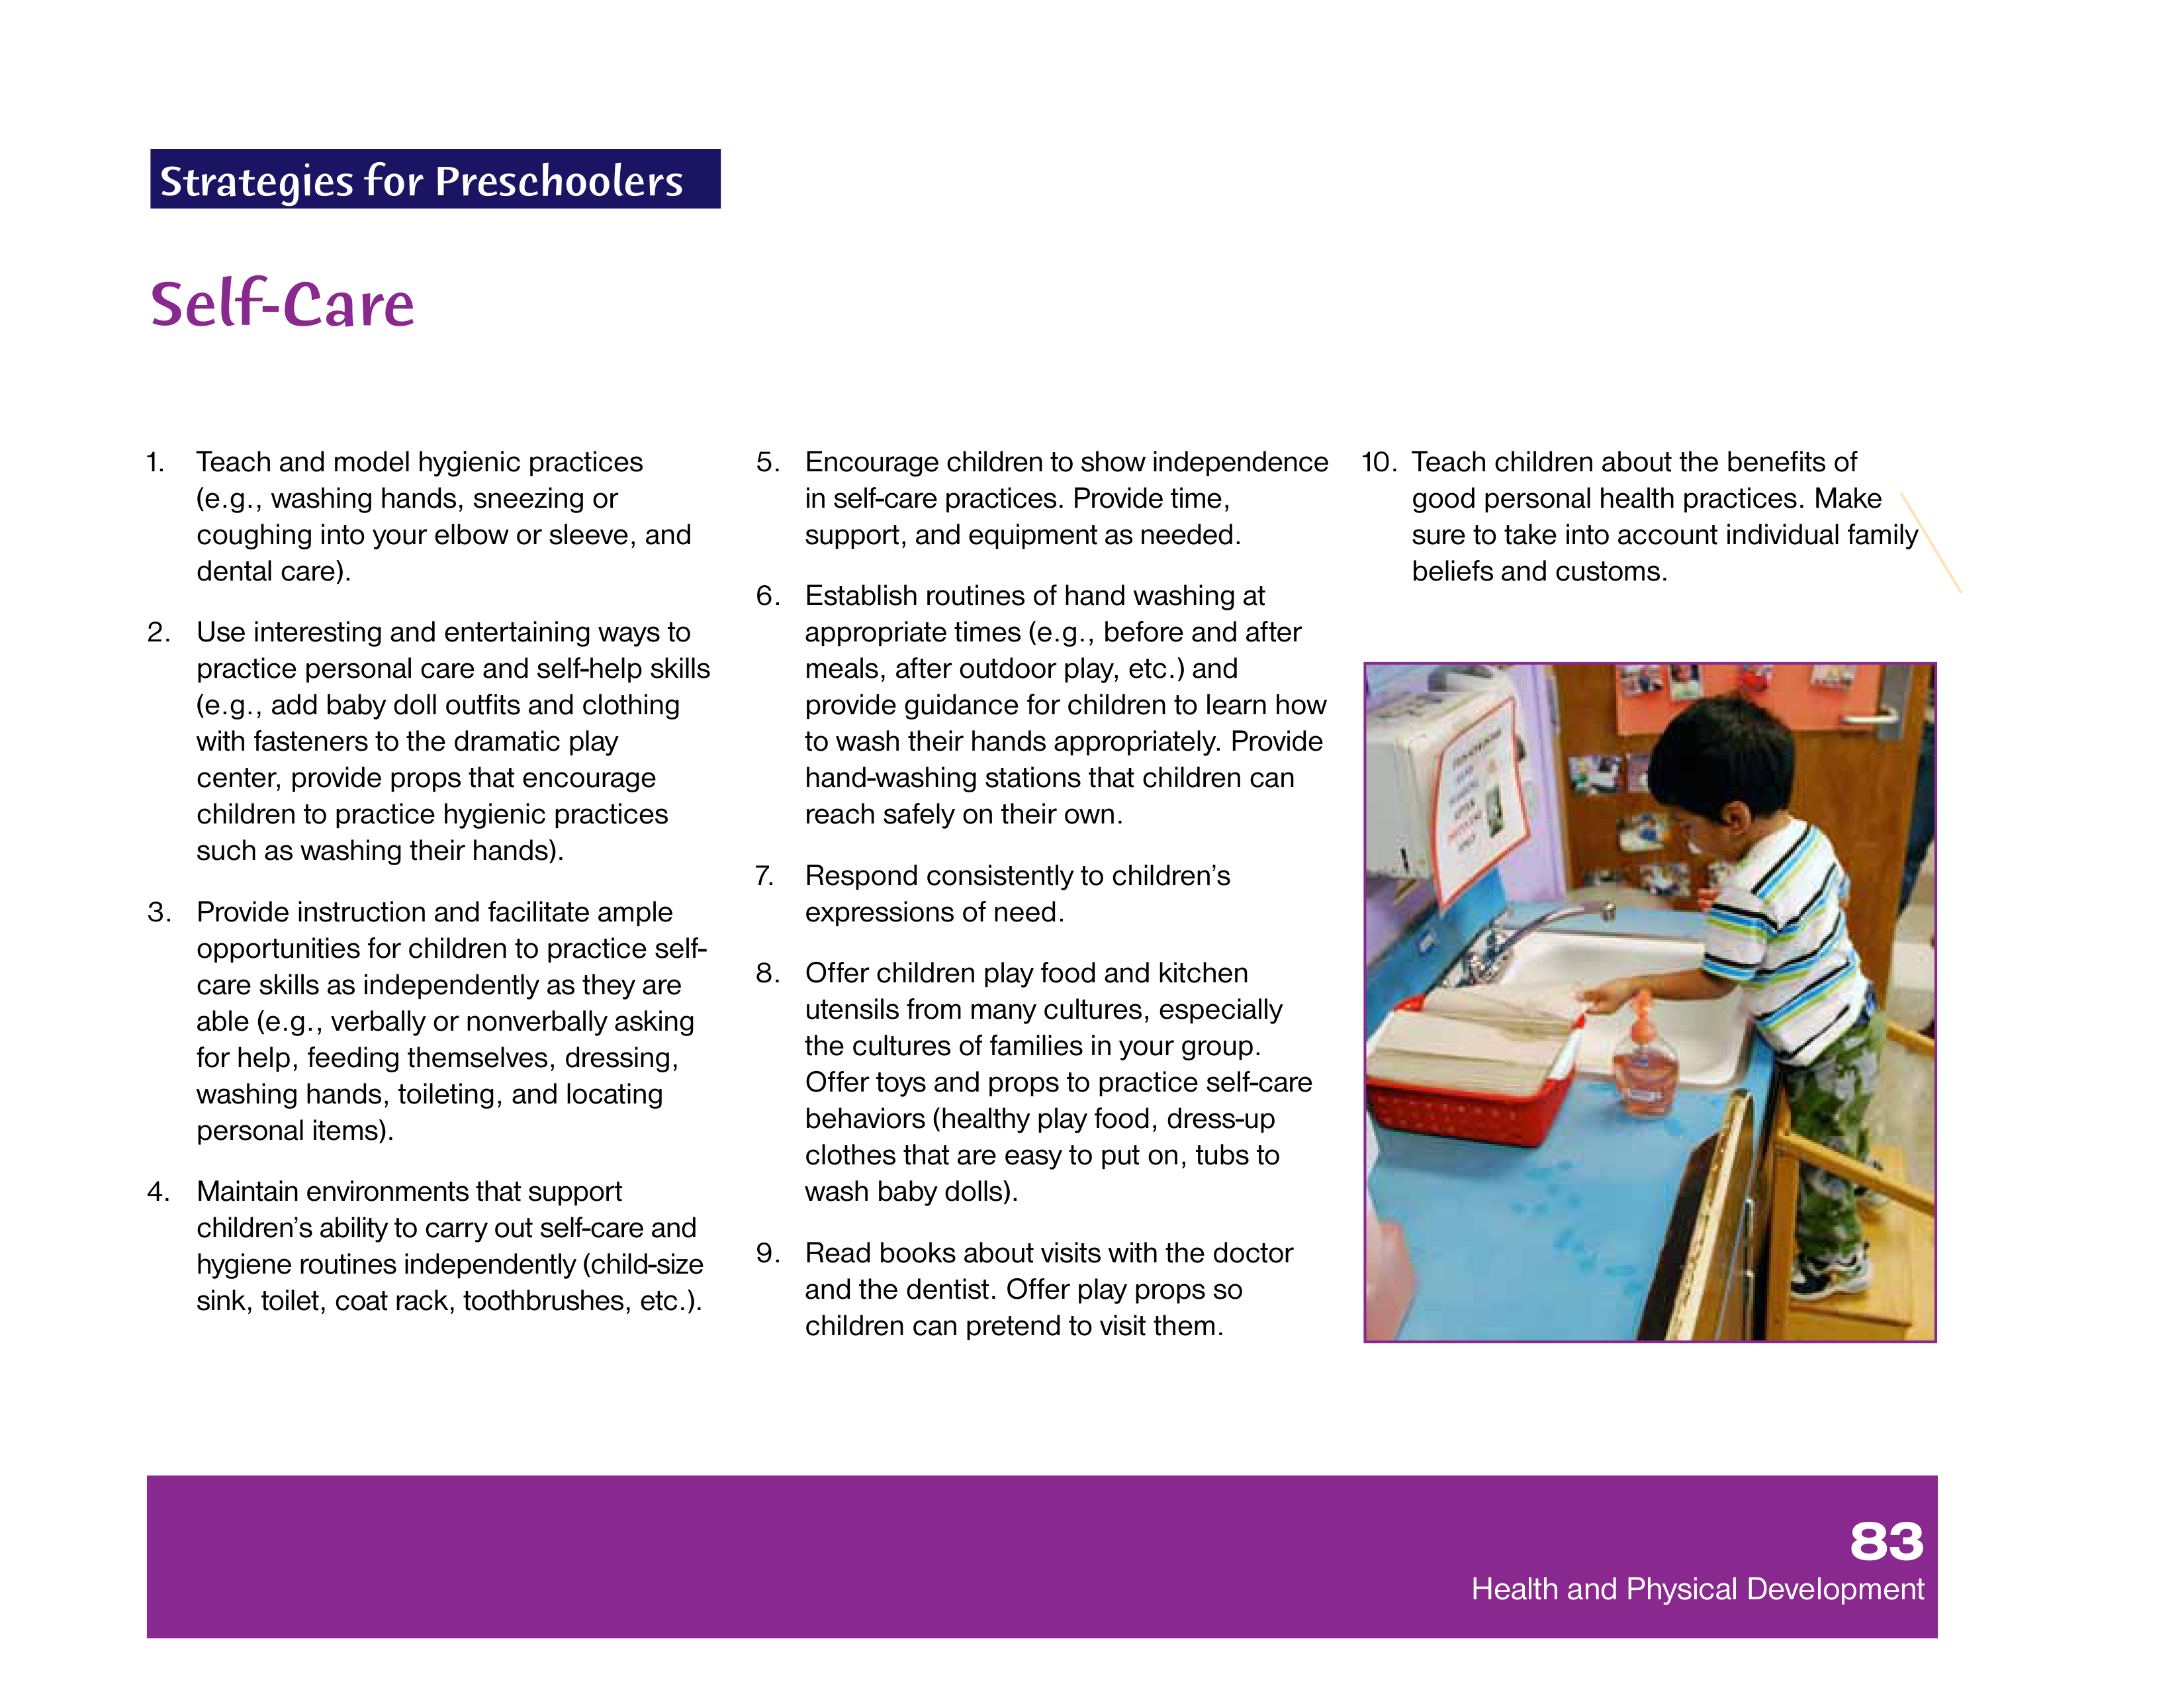 Strategies for Preschoolers
Self-Care
1. Teach and model hygienic practices
(e.g., washing hands, sneezing or
coughing into your elbow or sleeve, and
dental care).
2. Use interesting and entertaining ways to
practice personal care and self-help skills
(e.g., add baby doll outfits and clothing
with fasteners to the dramatic play
center, provide props that encourage
children to practice hygienic practices
such as washing their hands).
3. Provide instruction and facilitate ample
opportunities for children to practice self-
care skills as independently as they are
able (e.g., verbally or nonverbally asking
for help, feeding themselves, dressing,
washing hands, toileting, and locating
personal items).
4. Maintain environments that support
children’s ability to carry out self-care and
hygiene routines independently (child-size
sink, toilet, coat rack, toothbrushes, etc.).
5. Encourage children to show independence
in self-care practices. Provide time,
support, and equipment as needed.
6. Establish routines of hand washing at
appropriate times (e.g., before and after
meals, after outdoor play, etc.) and
provide guidance for children to learn how
to wash their hands appropriately. Provide
hand-washing stations that children can
reach safely on their own.
7. Respond consistently to children’s
expressions of need.
8. Offer children play food and kitchen
utensils from many cultures, especially
the cultures of families in your group.
Offer toys and props to practice self-care
behaviors (healthy play food, dress-up
clothes that are easy to put on, tubs to
wash baby dolls).
9. Read books about visits with the doctor
and the dentist. Offer play props so
children can pretend to visit them.
10. Teach children about the benefits of
good personal health practices. Make
sure to take into account individual family
beliefs and customs.
83
Health and Physical Development